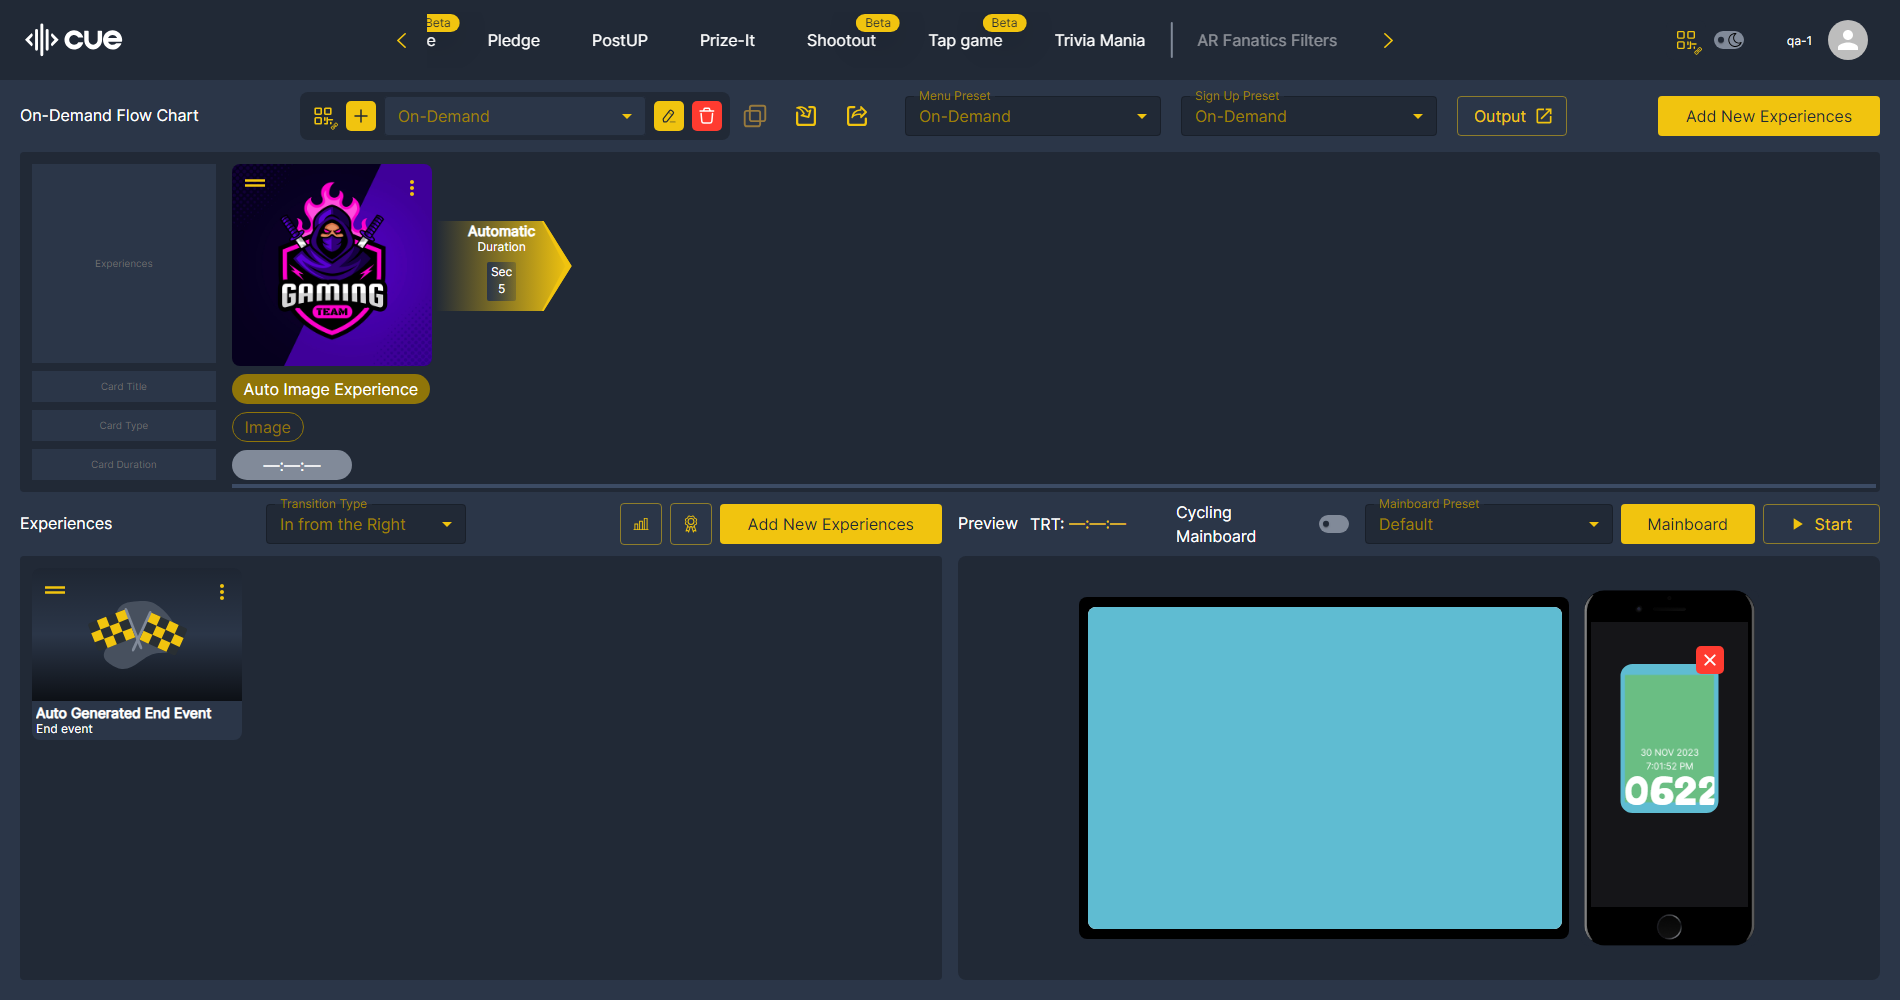 cue
Beta
e
Pledge
PostUP
Prize-It
Beta
Shootout
Beta
Tap game
Trivia Mania
AR Fanatics Filters
qa-1
On-Demand Flow Chart
On-Demand
Menu Preset
On-Demand
Sign Up Preset
On-Demand
Output
Add New Experiences
Experiences
GAMING
TEAM
Automatic
Duration
Sec
5
Card Title
Auto Image Experience
Card Type
Image
Card Duration
—:—:—
Experiences
Transition Type
In from the Right
Add New Experiences
Preview
TRT: —:—:—
Cycling
Mainboard
Mainboard Preset
Default
Mainboard
Start
Auto Generated End Event
End event
30 NOV 2023
7:01:52 PM
0622